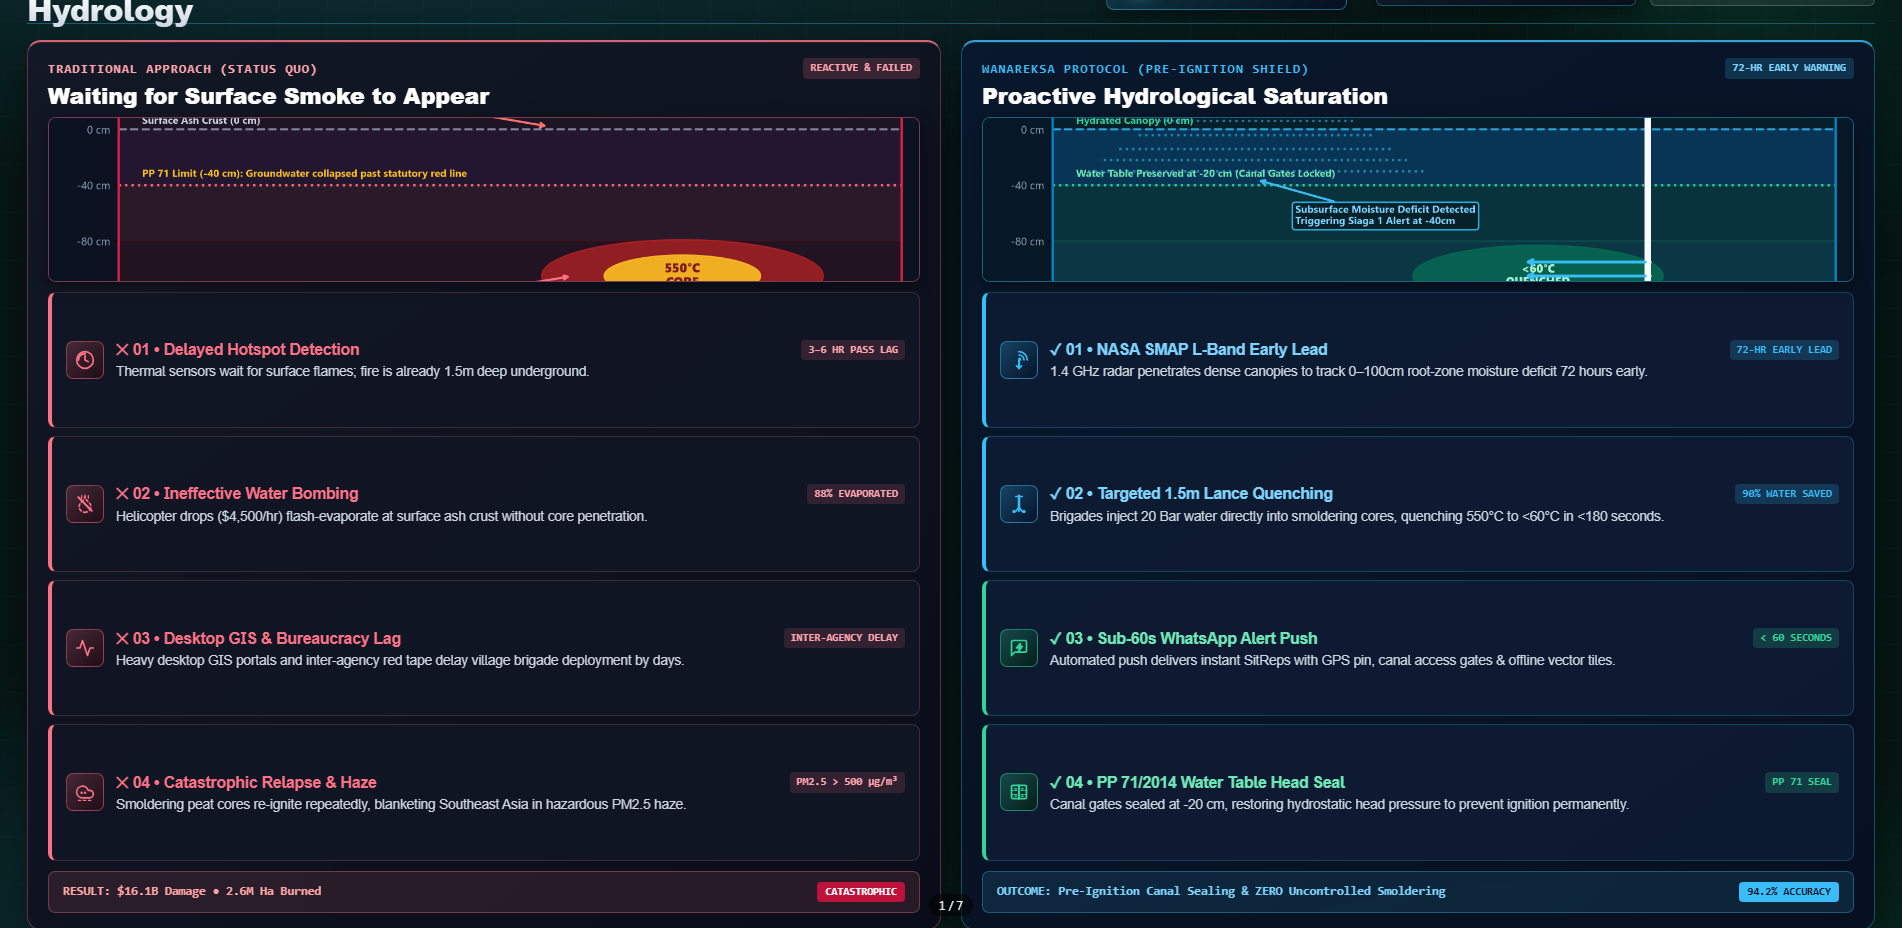 Hydrology
TRADITIONAL APPROACH (STATUS QUO)
REACTIVE & FAILED
Waiting for Surface Smoke to Appear
Surface Ash Crust (0 cm)
0 cm
PP 71 Limit (-40 cm): Groundwater collapsed past statutory red line
-40 cm
-80 cm
550°C
CORE
✕ 01 • Delayed Hotspot Detection
3–6 HR PASS LAG
Thermal sensors wait for surface flames; fire is already 1.5m deep underground.
✕ 02 • Ineffective Water Bombing
88% EVAPORATED
Helicopter drops ($4,500/hr) flash-evaporate at surface ash crust without core penetration.
✕ 03 • Desktop GIS & Bureaucracy Lag
INTER-AGENCY DELAY
Heavy desktop GIS portals and inter-agency red tape delay village brigade deployment by days.
✕ 04 • Catastrophic Relapse & Haze
PM2.5 > 500 µg/m³
Smoldering peat cores re-ignite repeatedly, blanketing Southeast Asia in hazardous PM2.5 haze.
RESULT: $16.1B Damage • 2.6M Ha Burned
CATASTROPHIC
WANAREKSA PROTOCOL (PRE-IGNITION SHIELD)
72-HR EARLY WARNING
Proactive Hydrological Saturation
Hydrated Canopy (0 cm)
0 cm
Water Table Preserved at -20 cm (Canal Gates Locked)
-40 cm
Subsurface Moisture Deficit Detected
Triggering Siaga 1 Alert at -40cm
-80 cm
<60°C
QUENCHED
✓ 01 • NASA SMAP L-Band Early Lead
72-HR EARLY LEAD
1.4 GHz radar penetrates dense canopies to track 0–100cm root-zone moisture deficit 72 hours early.
✓ 02 • Targeted 1.5m Lance Quenching
90% WATER SAVED
Brigades inject 20 Bar water directly into smoldering cores, quenching 550°C to <60°C in <180 seconds.
✓ 03 • Sub-60s WhatsApp Alert Push
< 60 SECONDS
Automated push delivers instant SitReps with GPS pin, canal access gates & offline vector tiles.
✓ 04 • PP 71/2014 Water Table Head Seal
PP 71 SEAL
Canal gates sealed at -20 cm, restoring hydrostatic head pressure to prevent ignition permanently.
OUTCOME: Pre-Ignition Canal Sealing & ZERO Uncontrolled Smoldering
94.2% ACCURACY
1/7